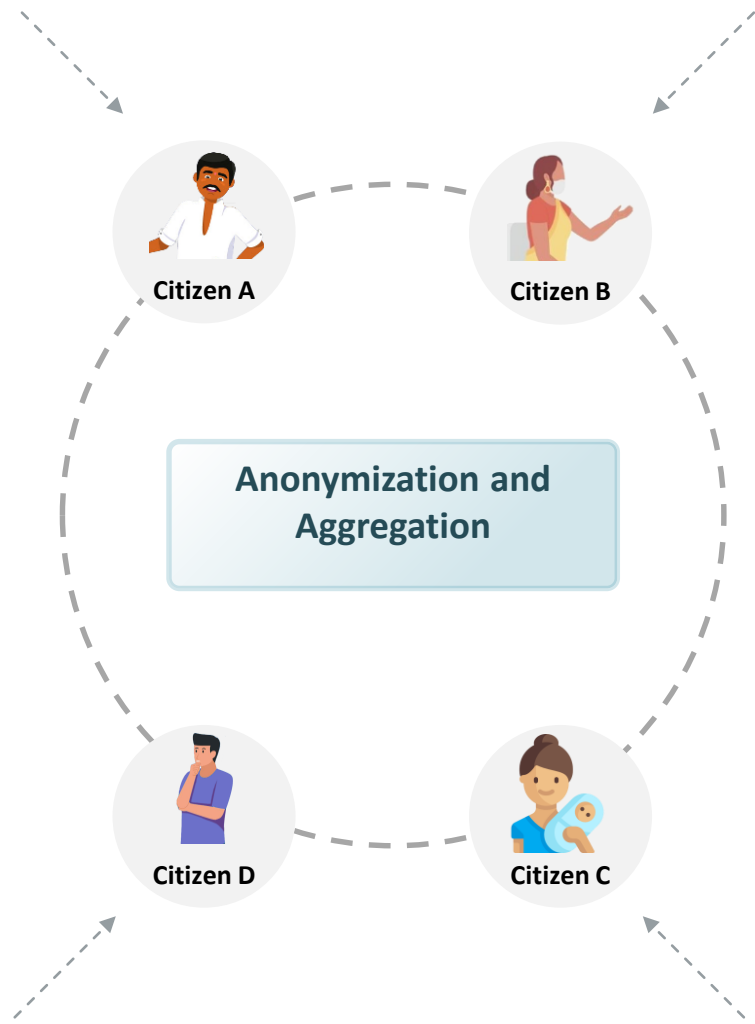 Citizen A
Citizen B
Anonymization and
Aggregation
Citizen D
Citizen C